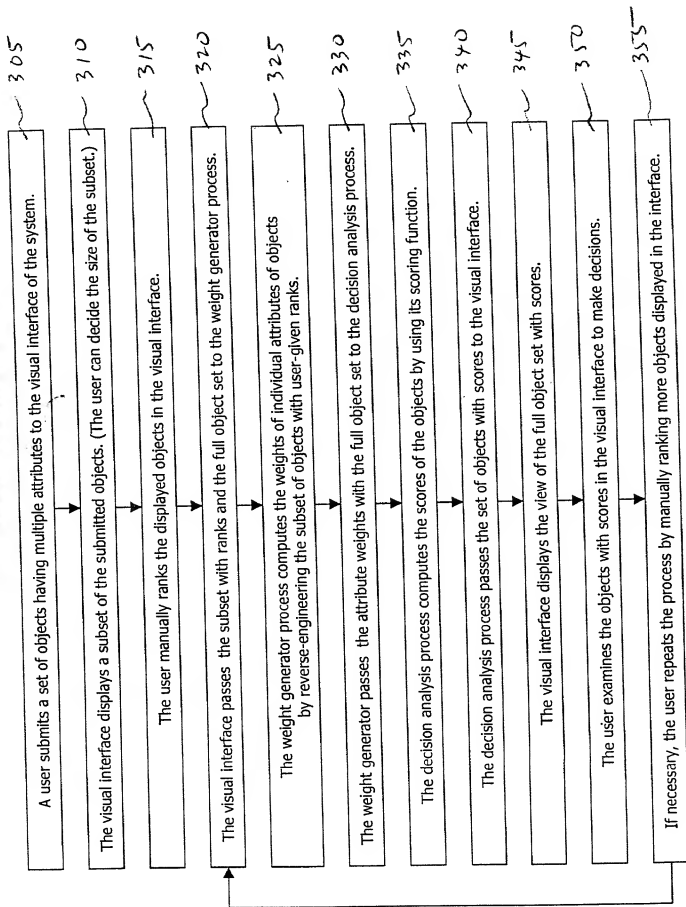 A user submits a set of objects having multiple attributes to the visual interface of the system.
305
The visual interface displays a subset of the submitted objects. (The user can decide the size of the subset.)
310
The user manually ranks the displayed objects in the visual interface.
315
The visual interface passes the subset with ranks and the full object set to the weight generator process.
320
The weight generator process computes the weights of individual attributes of objects
by reverse-engineering the subset of objects with user-given ranks.
325
The weight generator passes the attribute weights with the full object set to the decision analysis process.
330
The decision analysis process computes the scores of the objects by using its scoring function.
335
The decision analysis process passes the set of objects with scores to the visual interface.
340
The visual interface displays the view of the full object set with scores.
345
The user examines the objects with scores in the visual interface to make decisions.
350
If necessary, the user repeats the process by manually ranking more objects displayed in the interface.
355